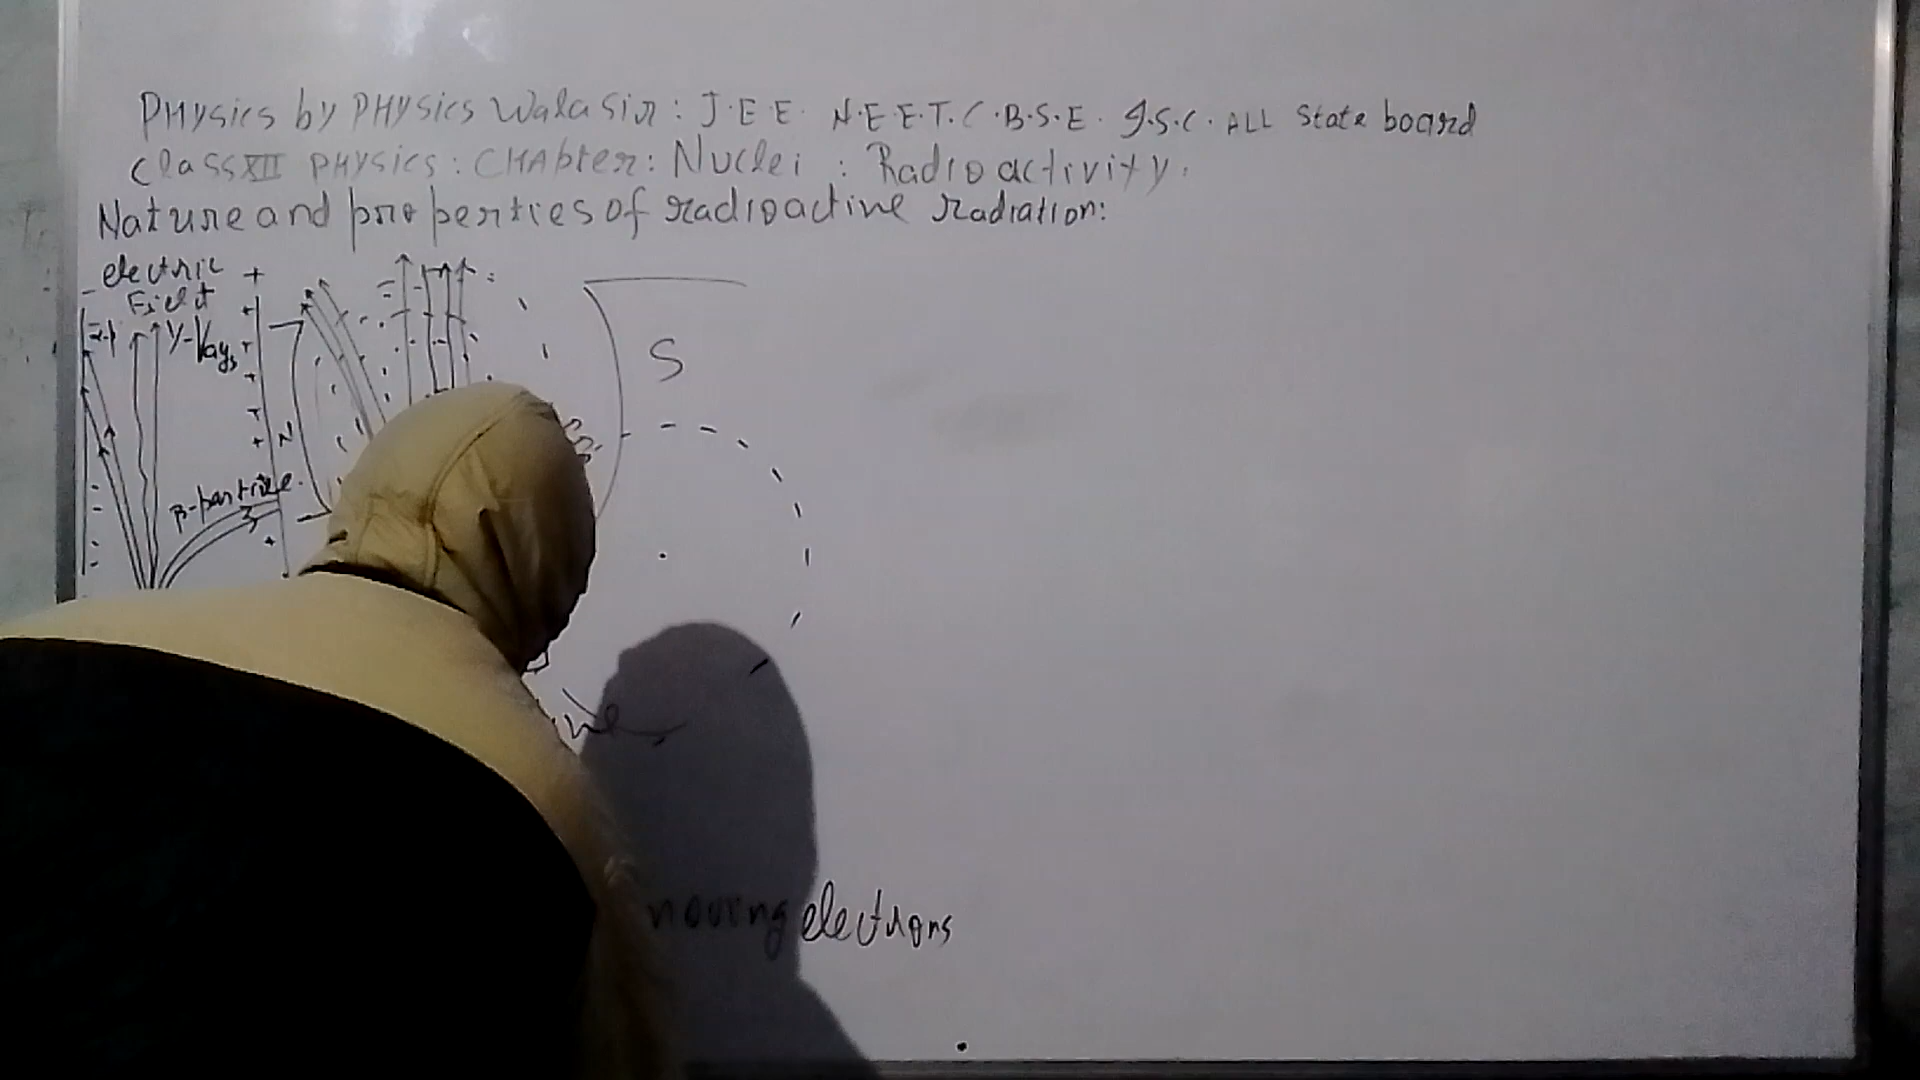 Physics by PHYsics Wala sir: J.E E. N.E.E.T. C.B.S.E. I.S.C. ALL State board
Class XII PHYsics: CHApter: Nuclei : Radioactivity.
Nature and properties of radioactive radiation:
- electric +
Field
γ-rays
S
N
β-particle.
moving electrons